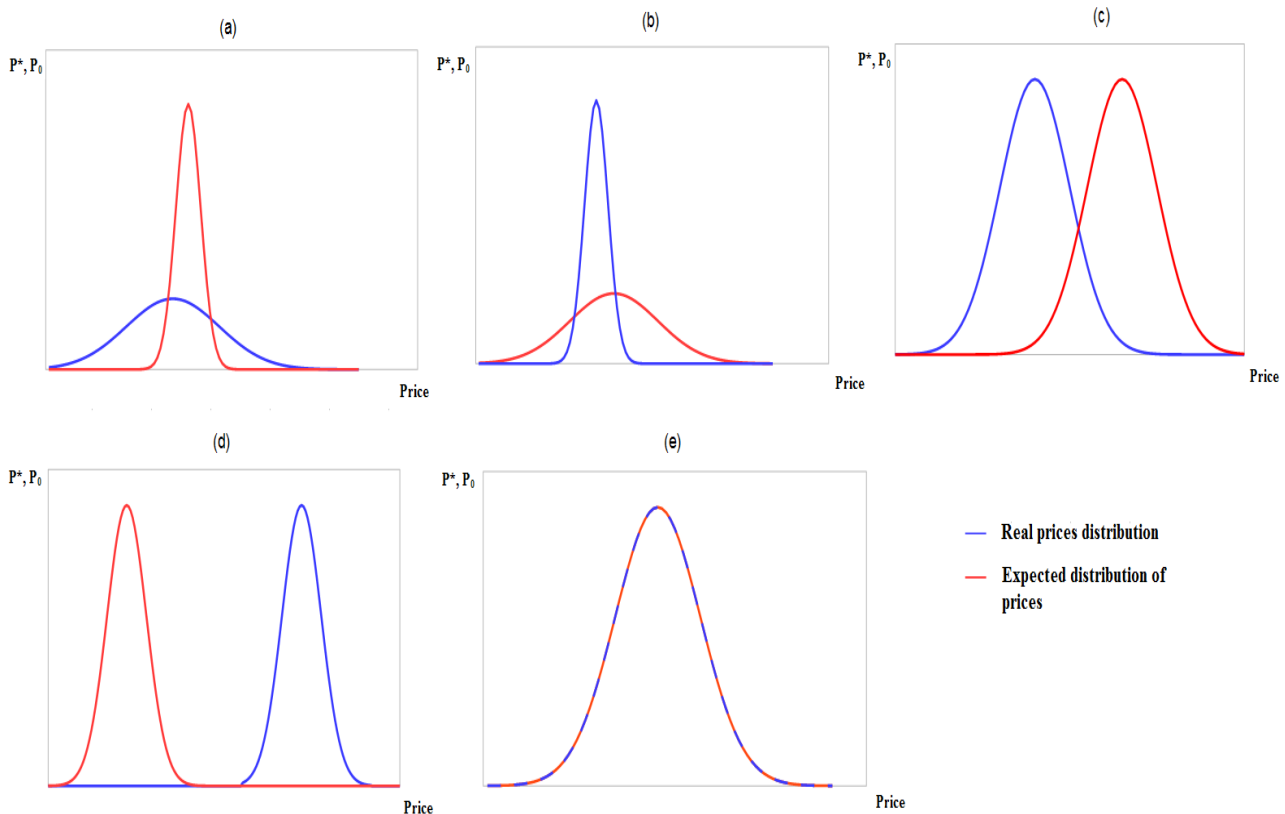 (a)
P*, P₀
Price
(b)
P*, P₀
Price
(c)
P*, P₀
Price
(d)
P*, P₀
Price
(e)
P*, P₀
Price
Real prices distribution
Expected distribution of
prices